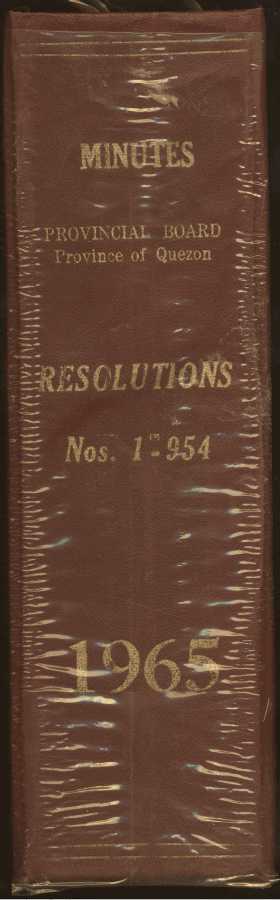 MINUTES
PROVINCIAL BOARD
Province of Quezon
RESOLUTIONS
Nos. 1-954
1965